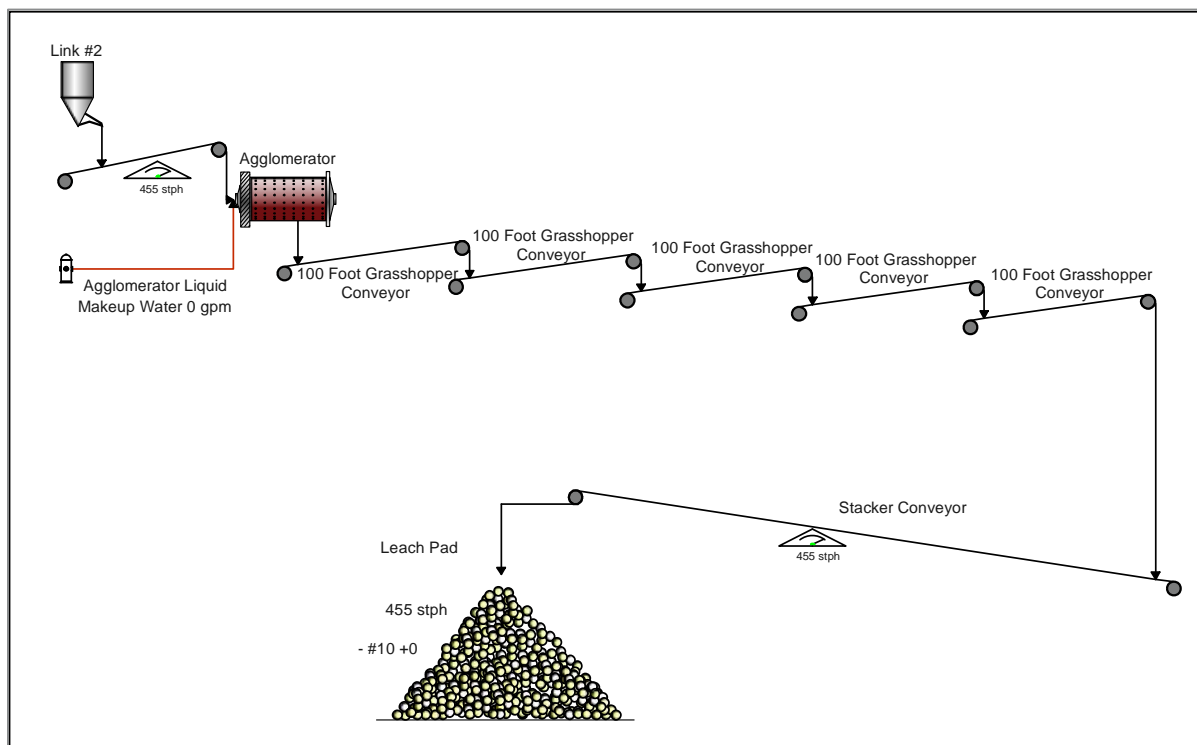 Link #2
455 stph
Agglomerator
Agglomerator Liquid
Makeup Water 0 gpm
100 Foot Grasshopper
Conveyor
100 Foot Grasshopper
Conveyor
100 Foot Grasshopper
Conveyor
100 Foot Grasshopper
Conveyor
100 Foot Grasshopper
Conveyor
Stacker Conveyor
455 stph
Leach Pad
455 stph
- #10 +0